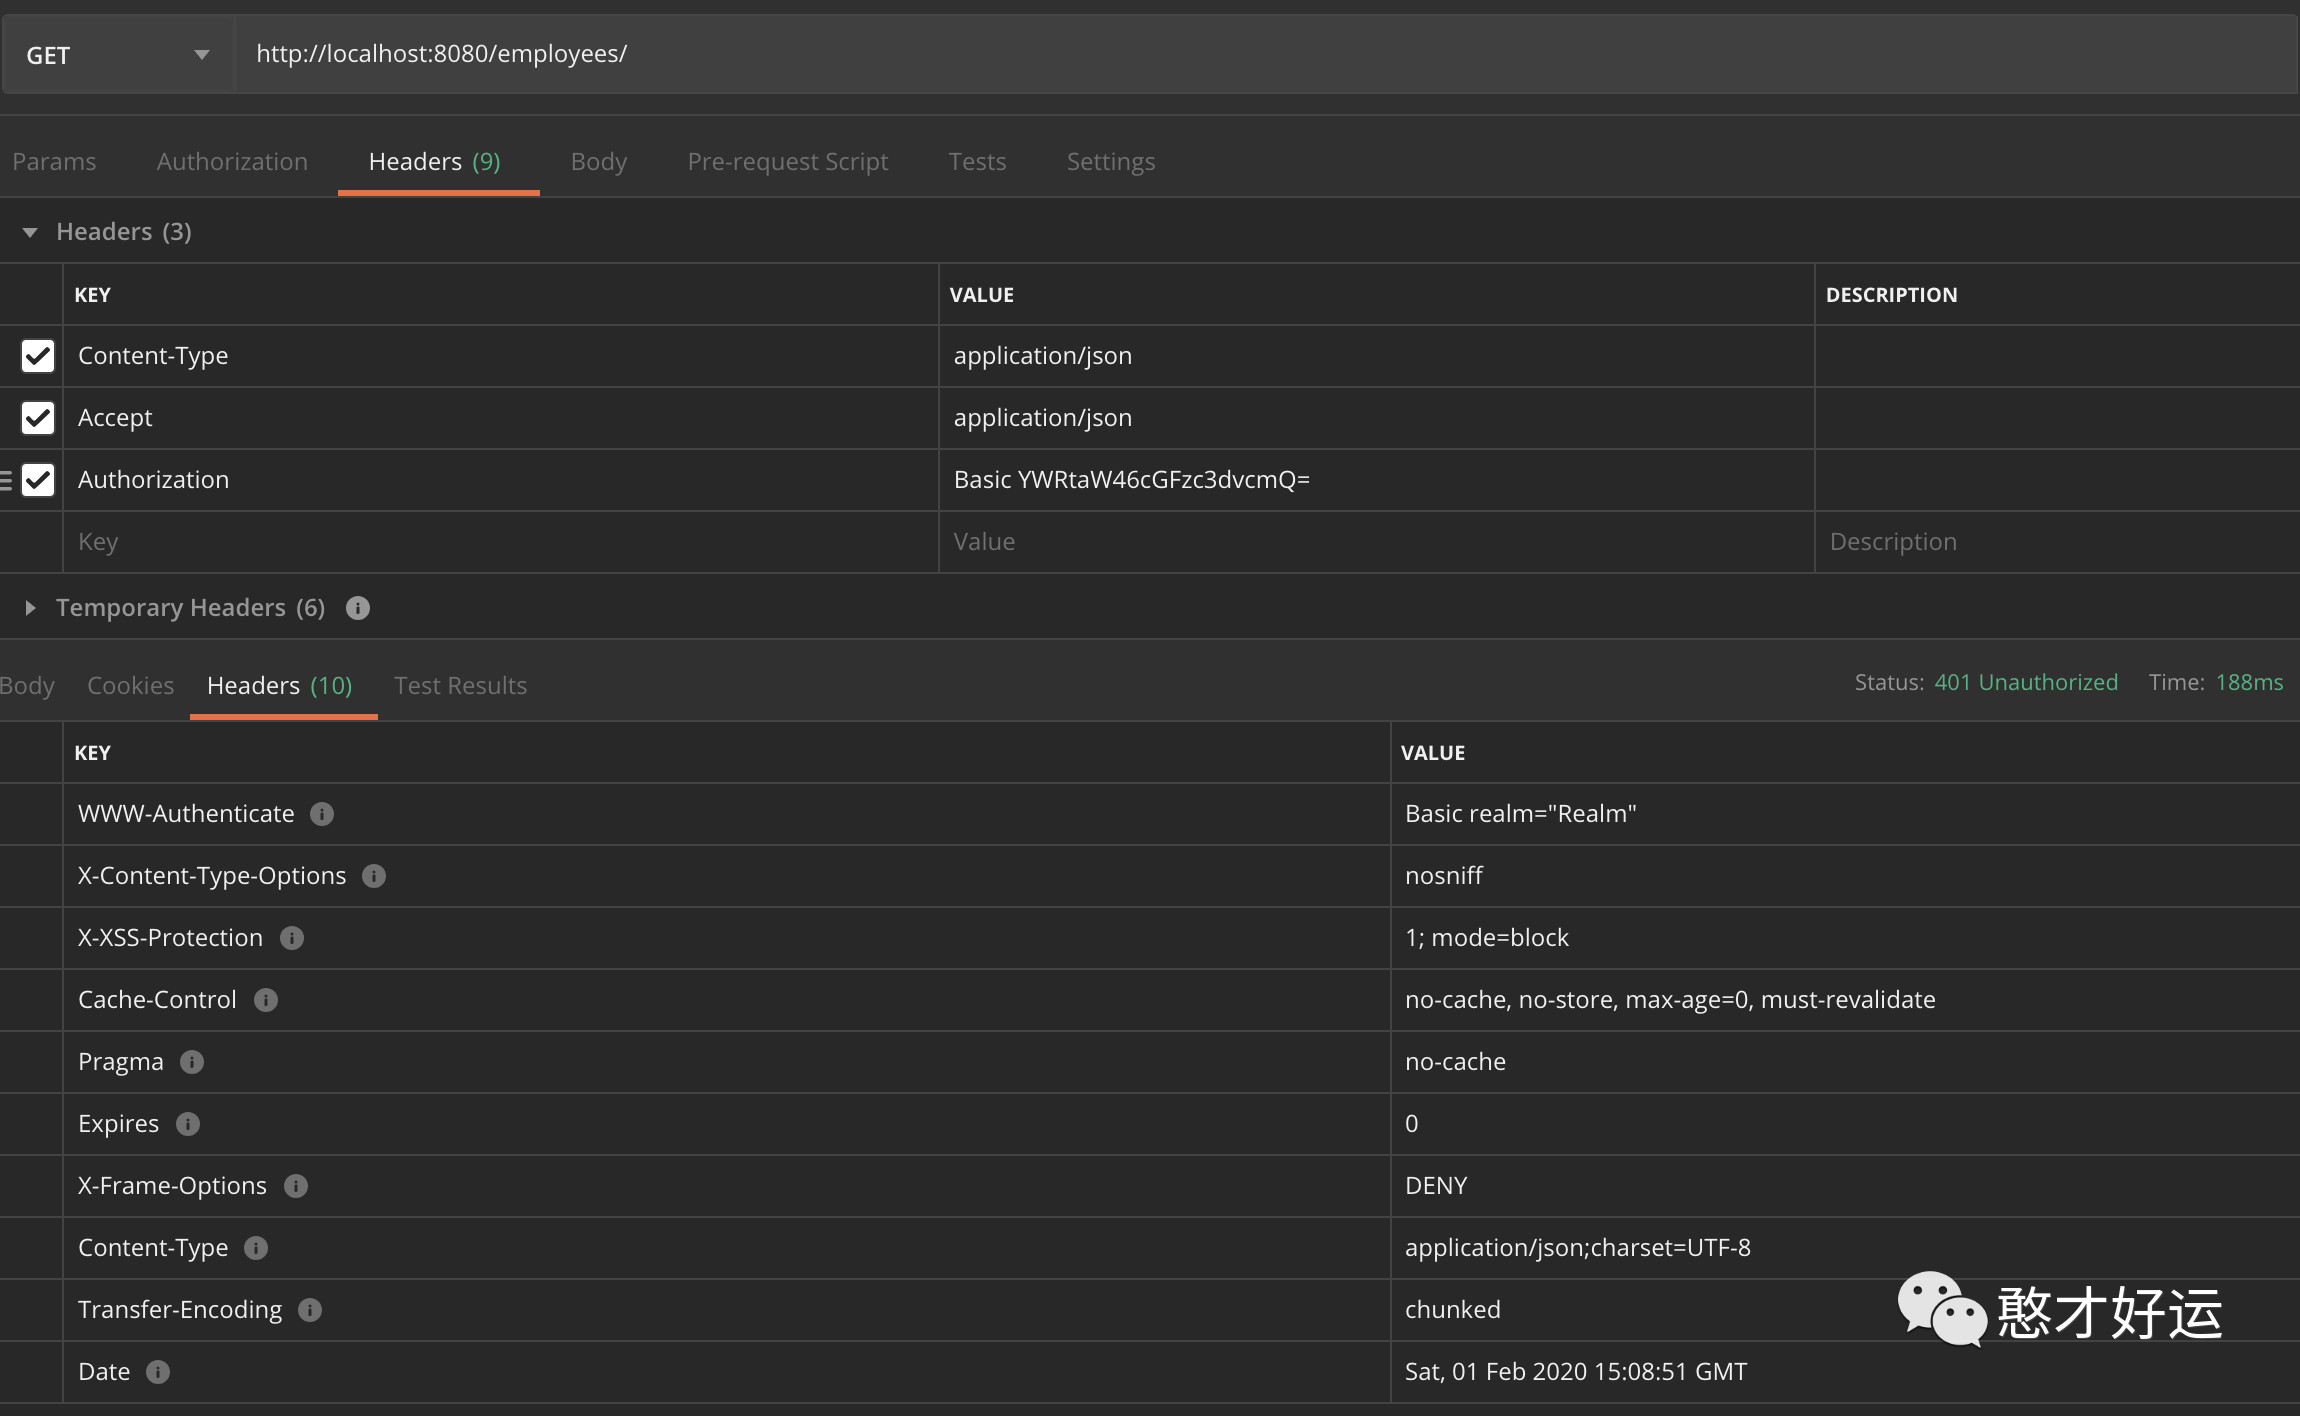 GET http://localhost:8080/employees/
Params Authorization Headers (9) Body Pre-request Script Tests Settings
Headers (3)
KEY VALUE DESCRIPTION
Content-Type application/json
Accept application/json
Authorization Basic YWRtaW46cGFzc3dvcmQ=
Key Value Description
Temporary Headers (6)
Body Cookies Headers (10) Test Results Status: 401 Unauthorized Time: 188ms
KEY VALUE
WWW-Authenticate Basic realm="Realm"
X-Content-Type-Options nosniff
X-XSS-Protection 1; mode=block
Cache-Control no-cache, no-store, max-age=0, must-revalidate
Pragma no-cache
Expires 0
X-Frame-Options DENY
Content-Type application/json;charset=UTF-8
Transfer-Encoding chunked
憨才好运
Date Sat, 01 Feb 2020 15:08:51 GMT